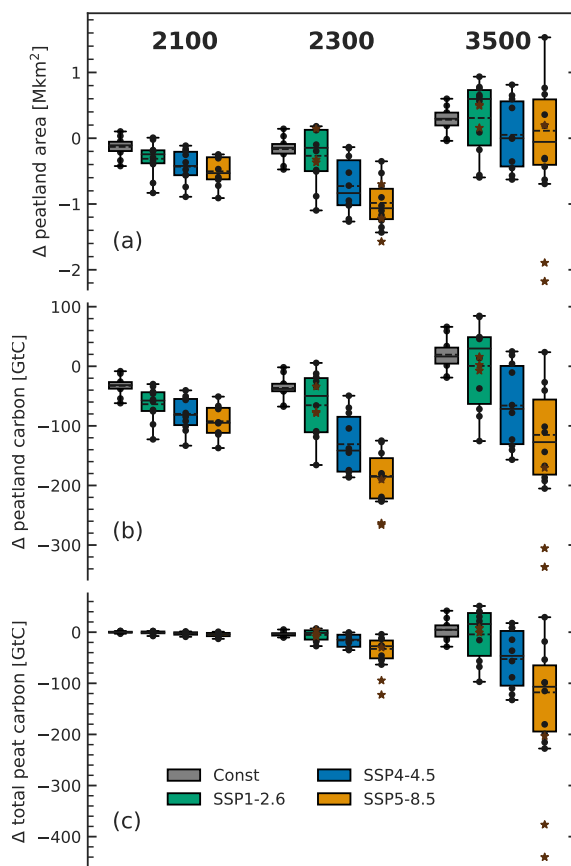 2100 2300 3500
1
0
−1
−2
Δ peatland area [Mkm²]
(a)
100
0
−100
−200
−300
Δ peatland carbon [GtC]
(b)
0
−100
−200
−300
−400
Δ total peat carbon [GtC]
Const SSP4-4.5
SSP1-2.6 SSP5-8.5
(c)